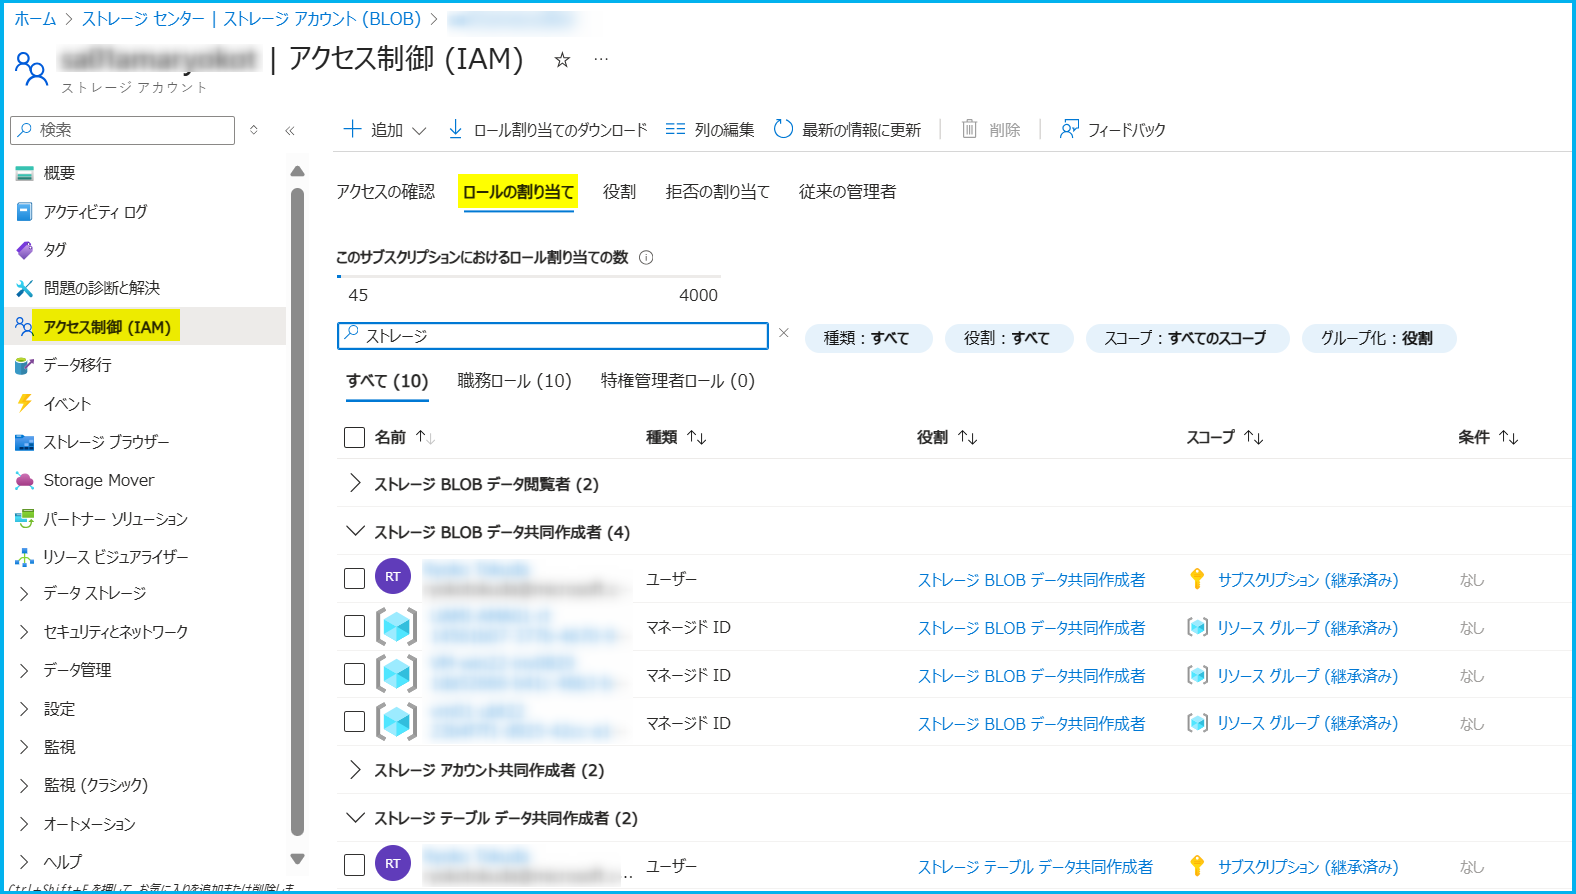 ホーム > ストレージ センター | ストレージ アカウント (BLOB) >
| アクセス制御 (IAM) ☆ …
ストレージ アカウント
検索
概要
アクティビティ ログ
タグ
問題の診断と解決
アクセス制御 (IAM)
データ移行
イベント
ストレージ ブラウザー
Storage Mover
パートナー ソリューション
リソース ビジュアライザー
データ ストレージ
セキュリティとネットワーク
データ管理
設定
監視
監視 (クラシック)
オートメーション
ヘルプ
Ctrl+Shift+F を押して、お気に入りを追加または削除しま
追加 ロール割り当てのダウンロード 列の編集 最新の情報に更新 削除 フィードバック
アクセスの確認 ロールの割り当て 役割 拒否の割り当て 従来の管理者
このサブスクリプションにおけるロール割り当ての数
45 4000
ストレージ 種類 : すべて 役割 : すべて スコープ : すべてのスコープ グループ化 : 役割
すべて (10) 職務ロール (10) 特権管理者ロール (0)
名前 種類 役割 スコープ 条件
ストレージ BLOB データ閲覧者 (2)
ストレージ BLOB データ共同作成者 (4)
RT ユーザー ストレージ BLOB データ共同作成者 サブスクリプション (継承済み) なし
マネージド ID ストレージ BLOB データ共同作成者 リソース グループ (継承済み) なし
マネージド ID ストレージ BLOB データ共同作成者 リソース グループ (継承済み) なし
マネージド ID ストレージ BLOB データ共同作成者 リソース グループ (継承済み) なし
ストレージ アカウント共同作成者 (2)
ストレージ テーブル データ共同作成者 (2)
RT ユーザー ストレージ テーブル データ共同作成者 サブスクリプション (継承済み) なし